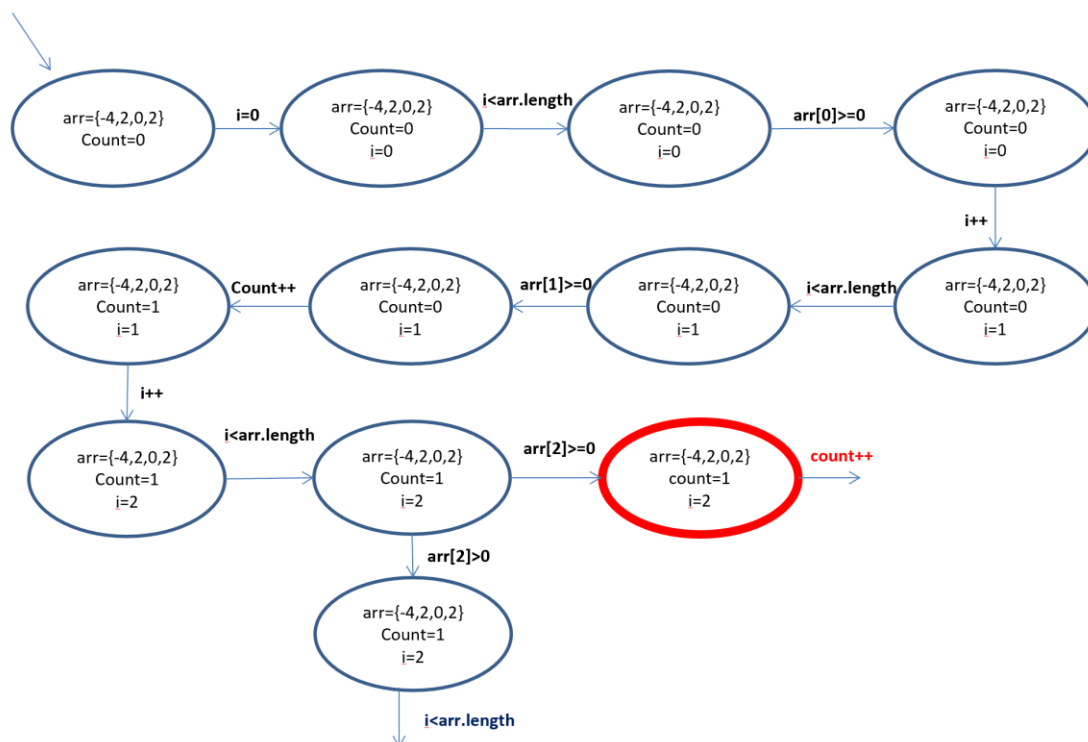 arr={-4,2,0,2}
Count=0
i=0
arr={-4,2,0,2}
Count=0
i=0
i<arr.length
arr={-4,2,0,2}
Count=0
i=0
arr[0]>=0
arr={-4,2,0,2}
Count=0
i=0
i++
arr={-4,2,0,2}
Count=0
i=1
i<arr.length
arr={-4,2,0,2}
Count=0
i=1
arr[1]>=0
arr={-4,2,0,2}
Count=0
i=1
Count++
arr={-4,2,0,2}
Count=1
i=1
i++
arr={-4,2,0,2}
Count=1
i=2
i<arr.length
arr={-4,2,0,2}
Count=1
i=2
arr[2]>=0
arr={-4,2,0,2}
count=1
i=2
count++
arr[2]>0
arr={-4,2,0,2}
Count=1
i=2
i<arr.length